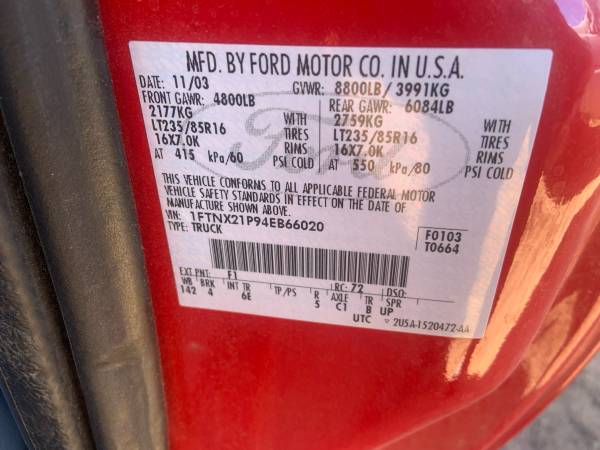 MFD. BY FORD MOTOR CO. IN U.S.A.
DATE: 11/03 GVWR: 8800LB/ 3991KG
FRONT GAWR: 4800LB REAR GAWR: 6084LB
2177KG WITH 2759KG WITH
LT235/85R16 TIRES LT235/85R16 TIRES
16X7.0K RIMS 16X7.0K RIMS
AT 415 kPa/60 PSI COLD AT 550 kPa/80 PSI COLD
Ford
THIS VEHICLE CONFORMS TO ALL APPLICABLE FEDERAL MOTOR
VEHICLE SAFETY STANDARDS IN EFFECT ON THE DATE OF
MANUFACTURE SHOWN ABOVE.
VIN: 1FTNX21P94EB66020 F0103
TYPE: TRUCK T0664
EXT PNT: F1 RC: 72 DSO:
WB BRK INT TR TP/PS R AXLE TR SPR
142 4 6E 5 C1 B UP
UTC ▽ 2U5A-1520472-AA